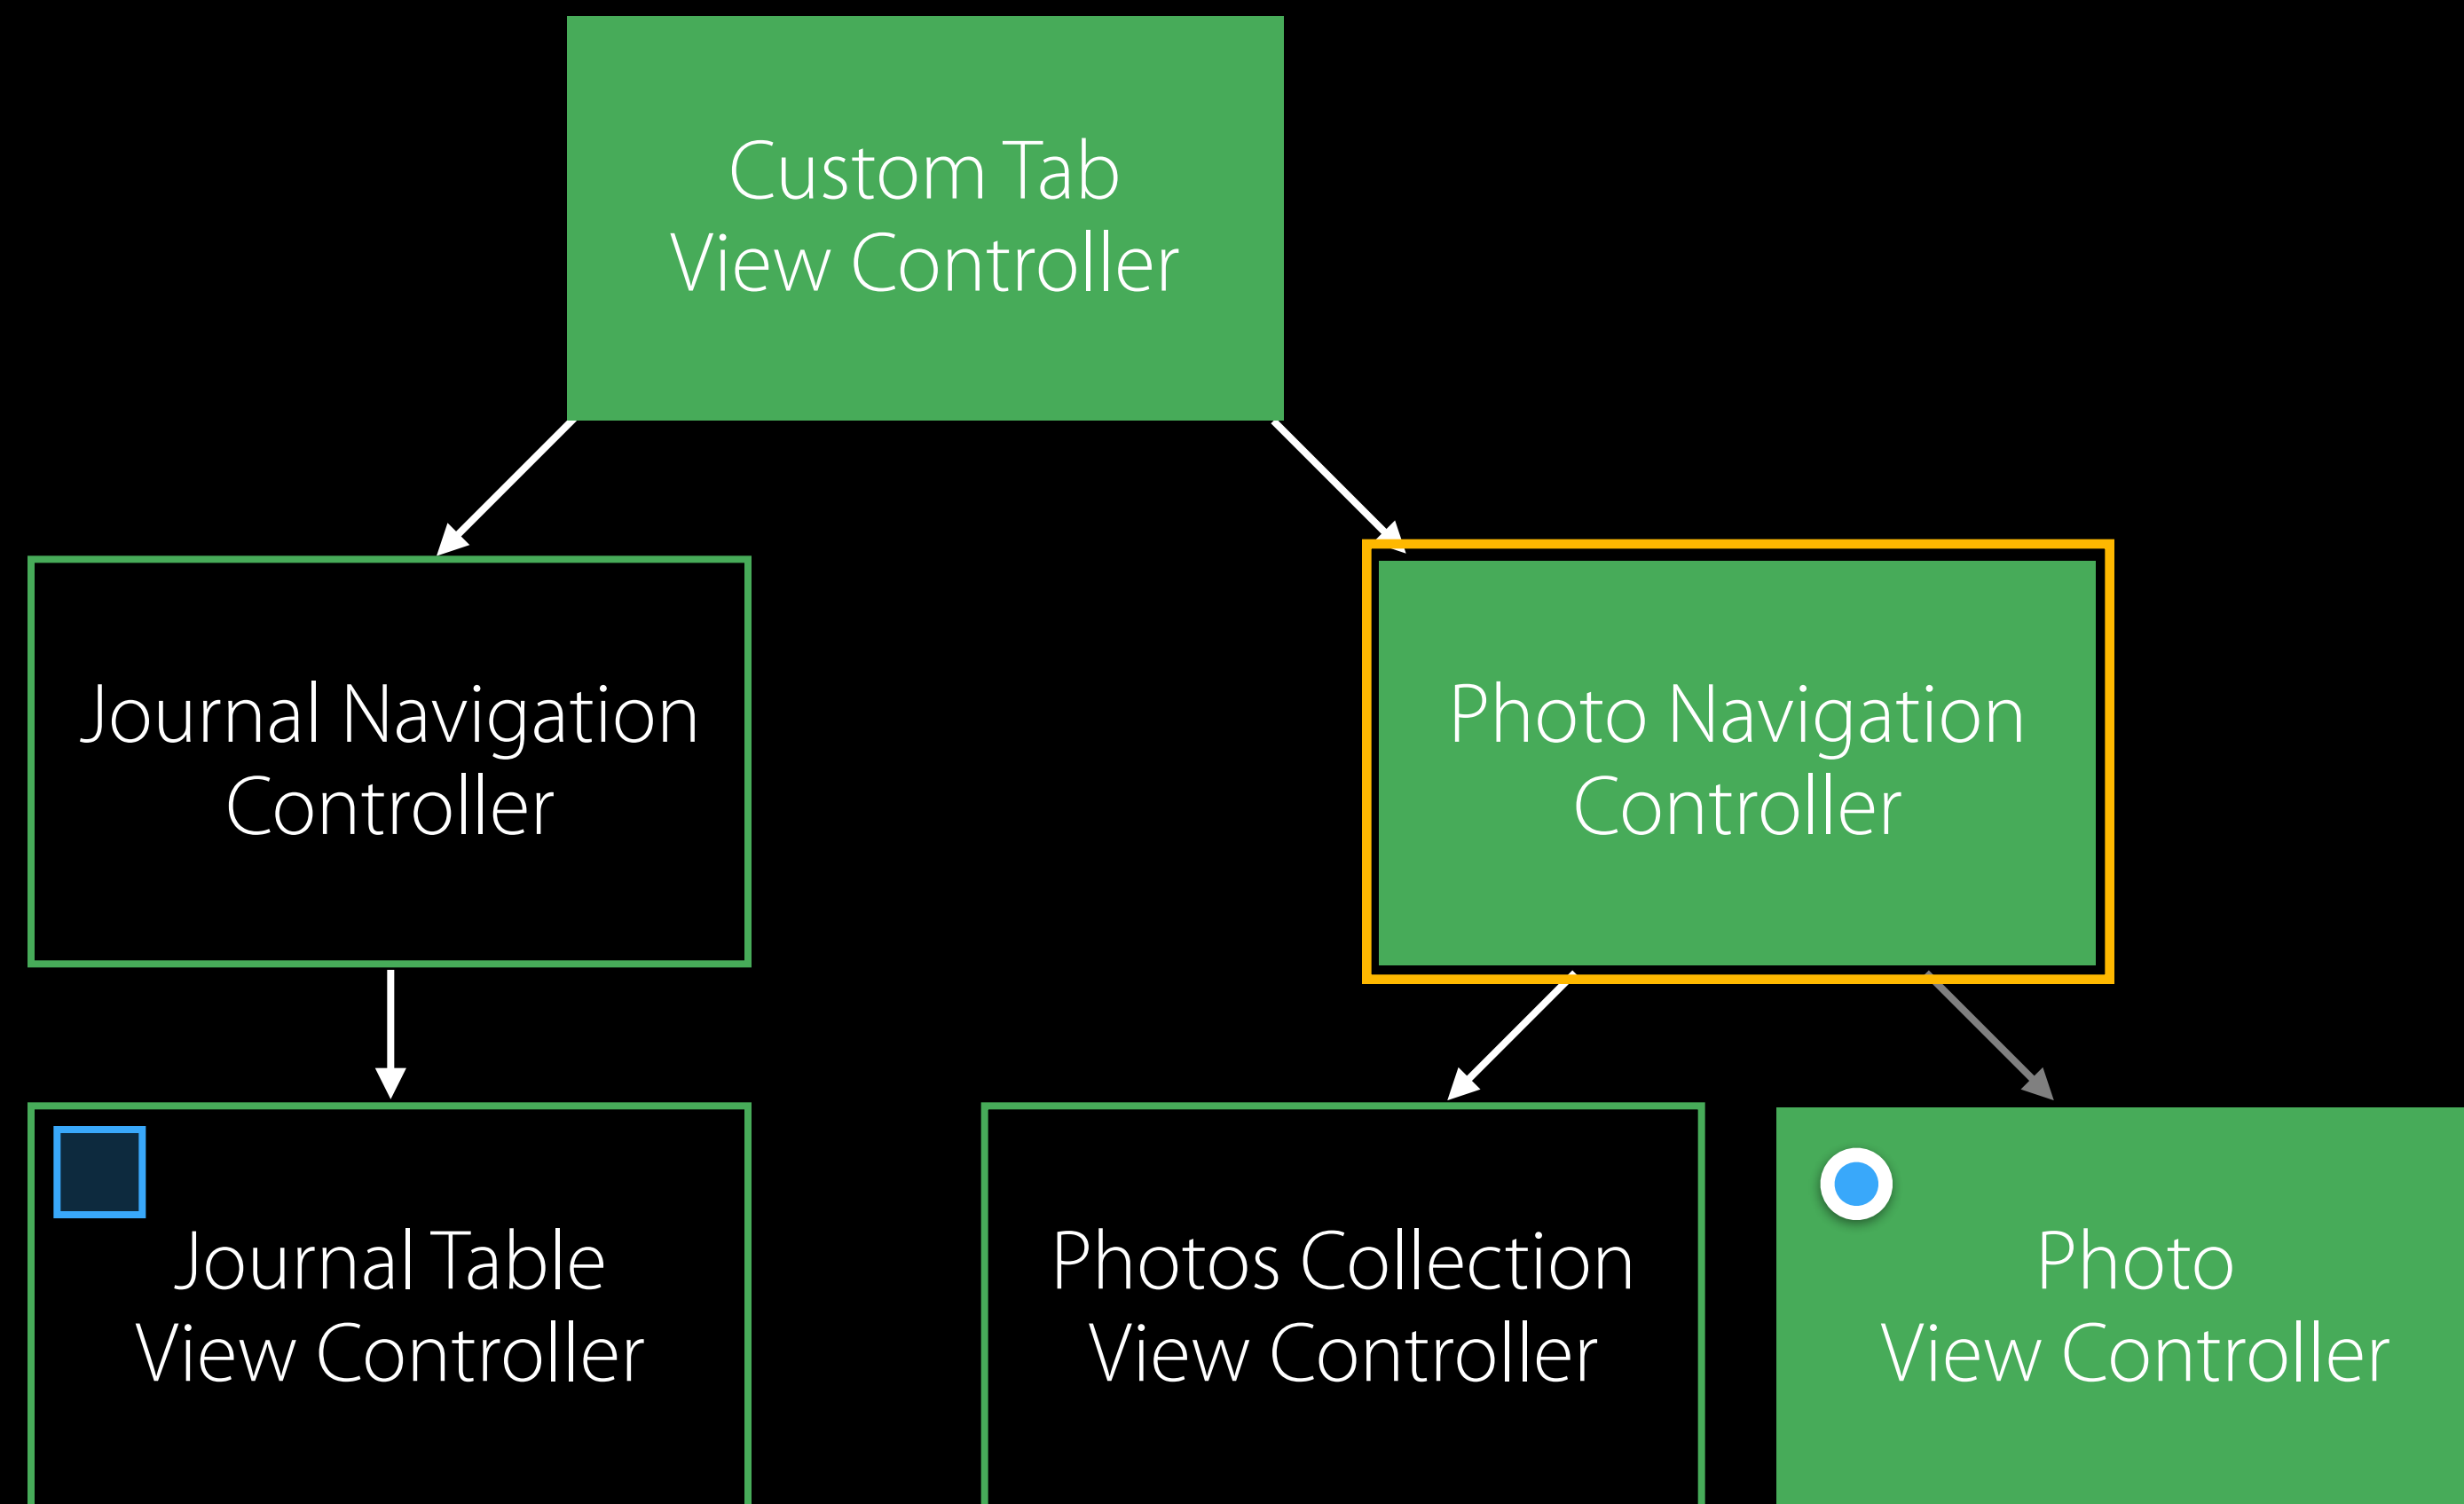 Custom Tab
View Controller
Journal Navigation
Controller
Photo Navigation
Controller
Journal Table
View Controller
Photos Collection
View Controller
Photo
View Controller